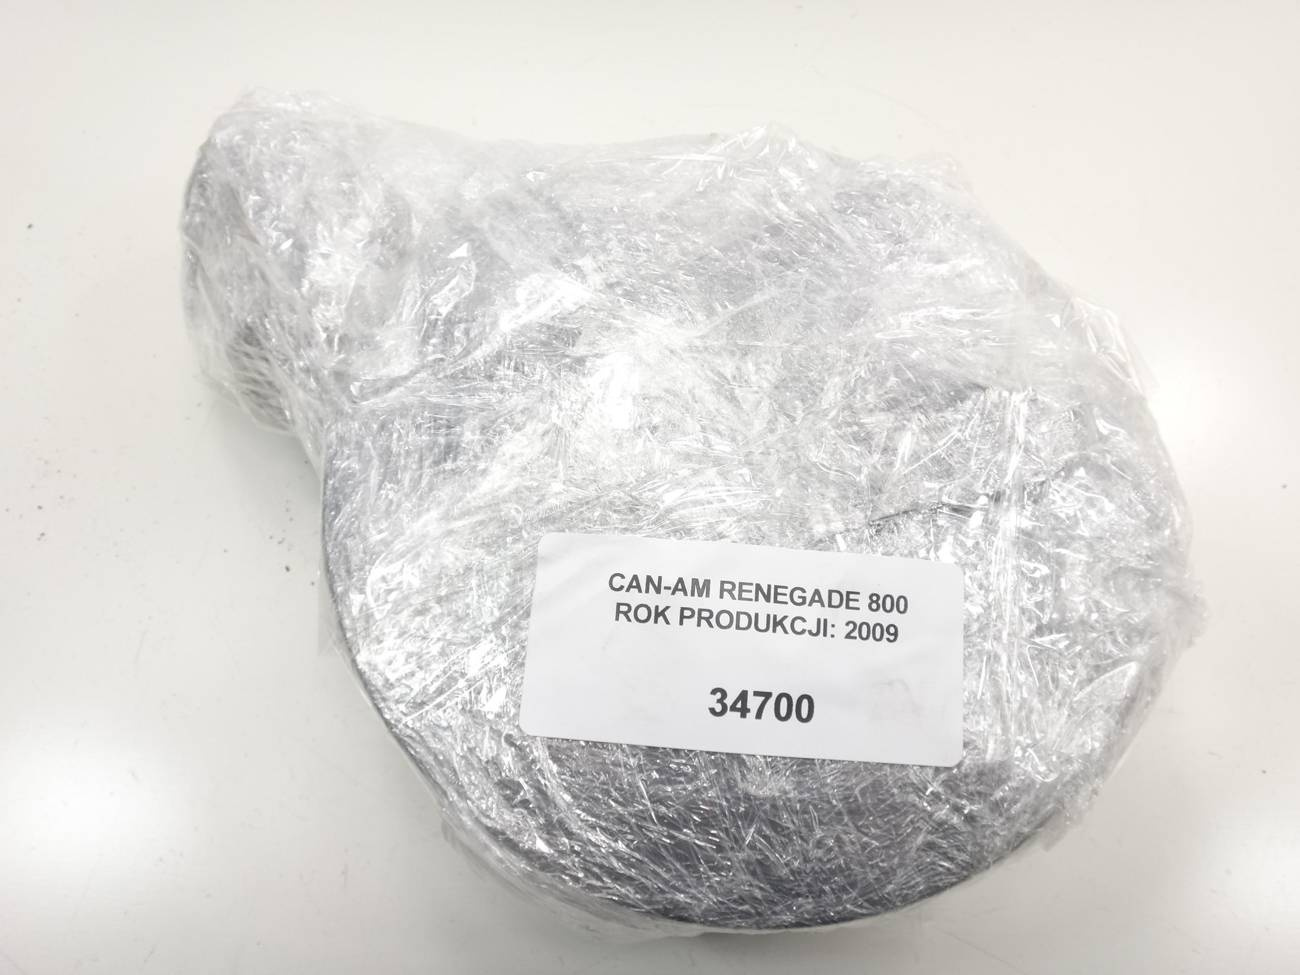 CAN-AM RENEGADE 800
ROK PRODUKCJI: 2009
34700